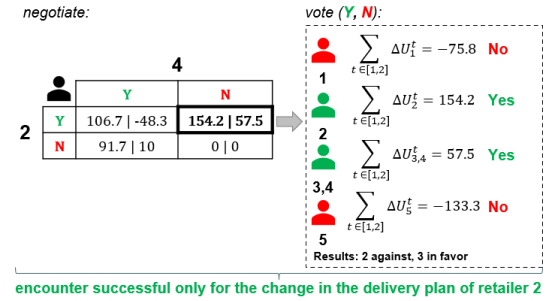 negotiate:
4
Y N
2
Y 106.7 | -48.3 154.2 | 57.5
N 91.7 | 10 0 | 0
vote (Y, N):
∑ t∈[1,2] ΔU₁ᵗ = −75.8 No
1
∑ t∈[1,2] ΔU₂ᵗ = 154.2 Yes
2
∑ t∈[1,2] ΔU₃,₄ᵗ = 57.5 Yes
3,4
∑ t∈[1,2] ΔU₅ᵗ = −133.3 No
5
Results: 2 against, 3 in favor
encounter successful only for the change in the delivery plan of retailer 2